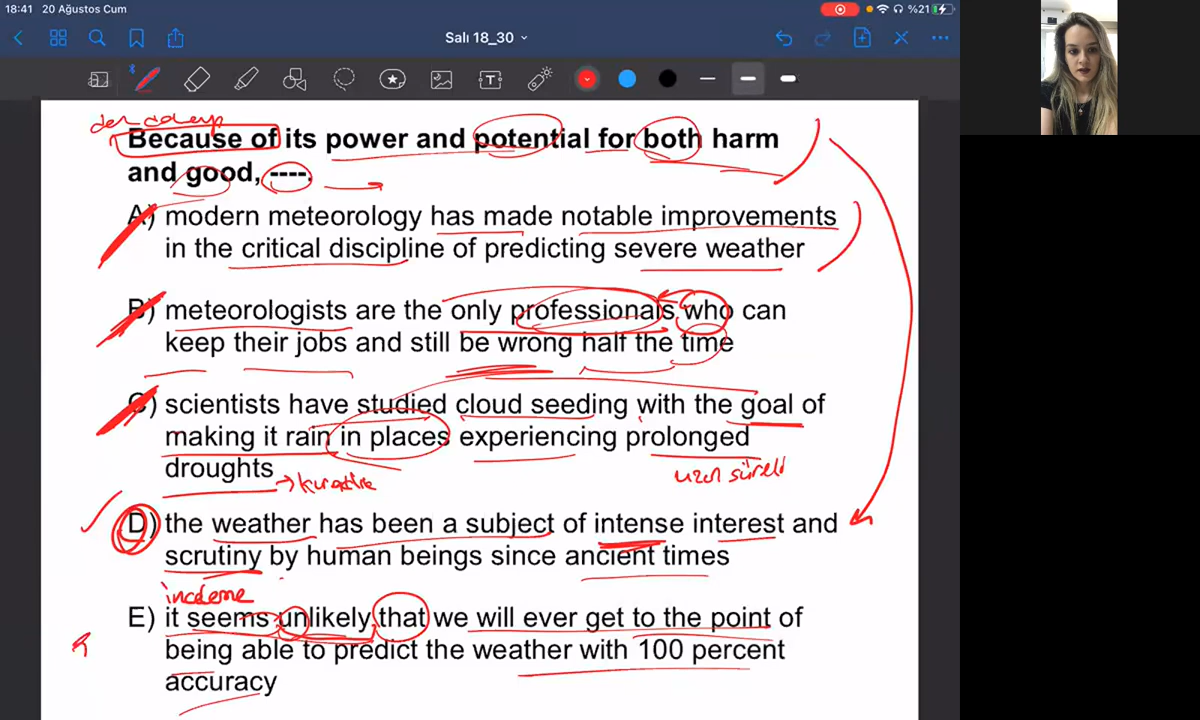 18:41 20 Ağustos Cum
%21
Salı 18_30
den dolayı
Because of its power and potential for both harm
and good, ----.
A) modern meteorology has made notable improvements
in the critical discipline of predicting severe weather
B) meteorologists are the only professionals who can
keep their jobs and still be wrong half the time
C) scientists have studied cloud seeding with the goal of
making it rain in places experiencing prolonged
droughts
kuraklık
uzun süreli
D) the weather has been a subject of intense interest and
scrutiny by human beings since ancient times
inceleme
E) it seems unlikely that we will ever get to the point of
being able to predict the weather with 100 percent
accuracy